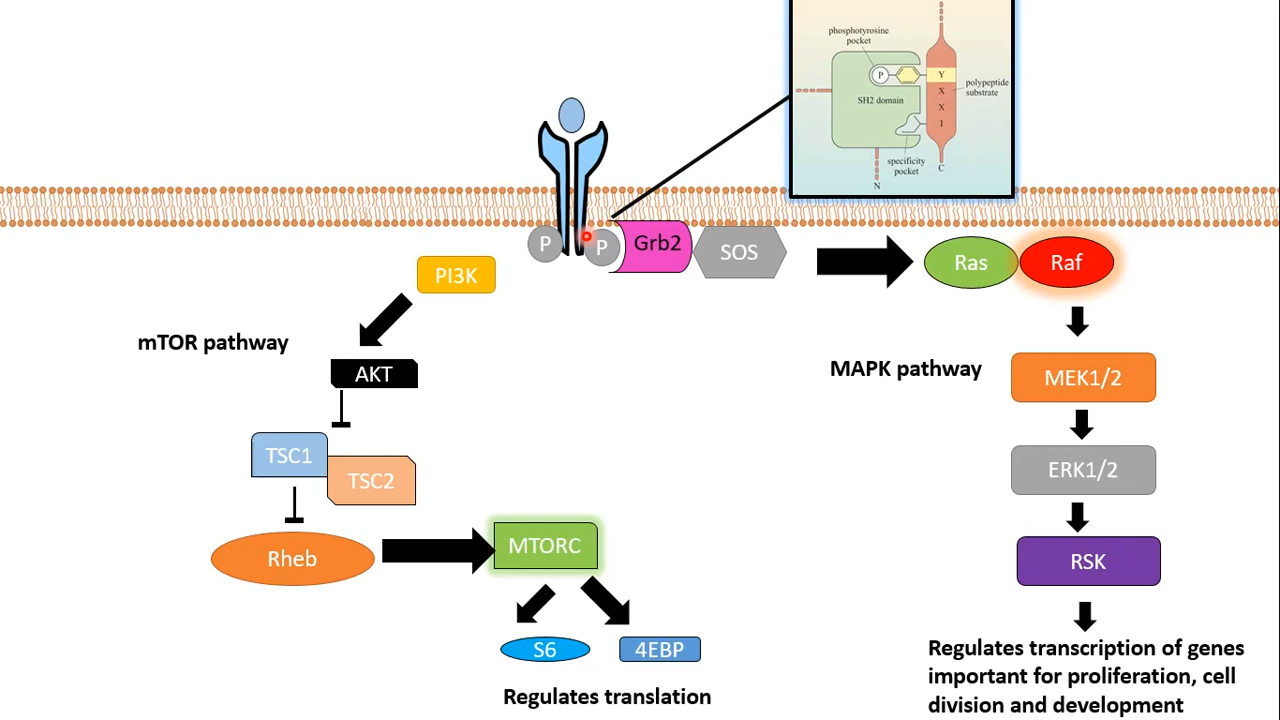 phosphotyrosine
pocket
P
Y
X
X
I
SH2 domain
polypeptide
substrate
specificity
pocket
C
N
P
P
Grb2
SOS
Ras
Raf
PI3K
mTOR pathway
AKT
MAPK pathway
MEK1/2
TSC1
TSC2
ERK1/2
Rheb
MTORC
RSK
S6
4EBP
Regulates translation
Regulates transcription of genes
important for proliferation, cell
division and development